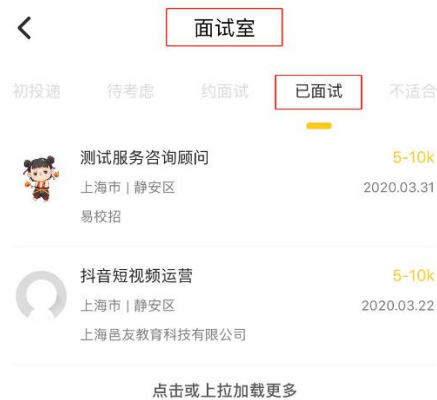 面试室
初投递 待考虑 约面试 已面试 不适合
测试服务咨询顾问 5-10k
上海市 | 静安区 2020.03.31
易校招
抖音短视频运营 5-10k
上海市 | 静安区 2020.03.22
上海邑友教育科技有限公司
点击或上拉加载更多